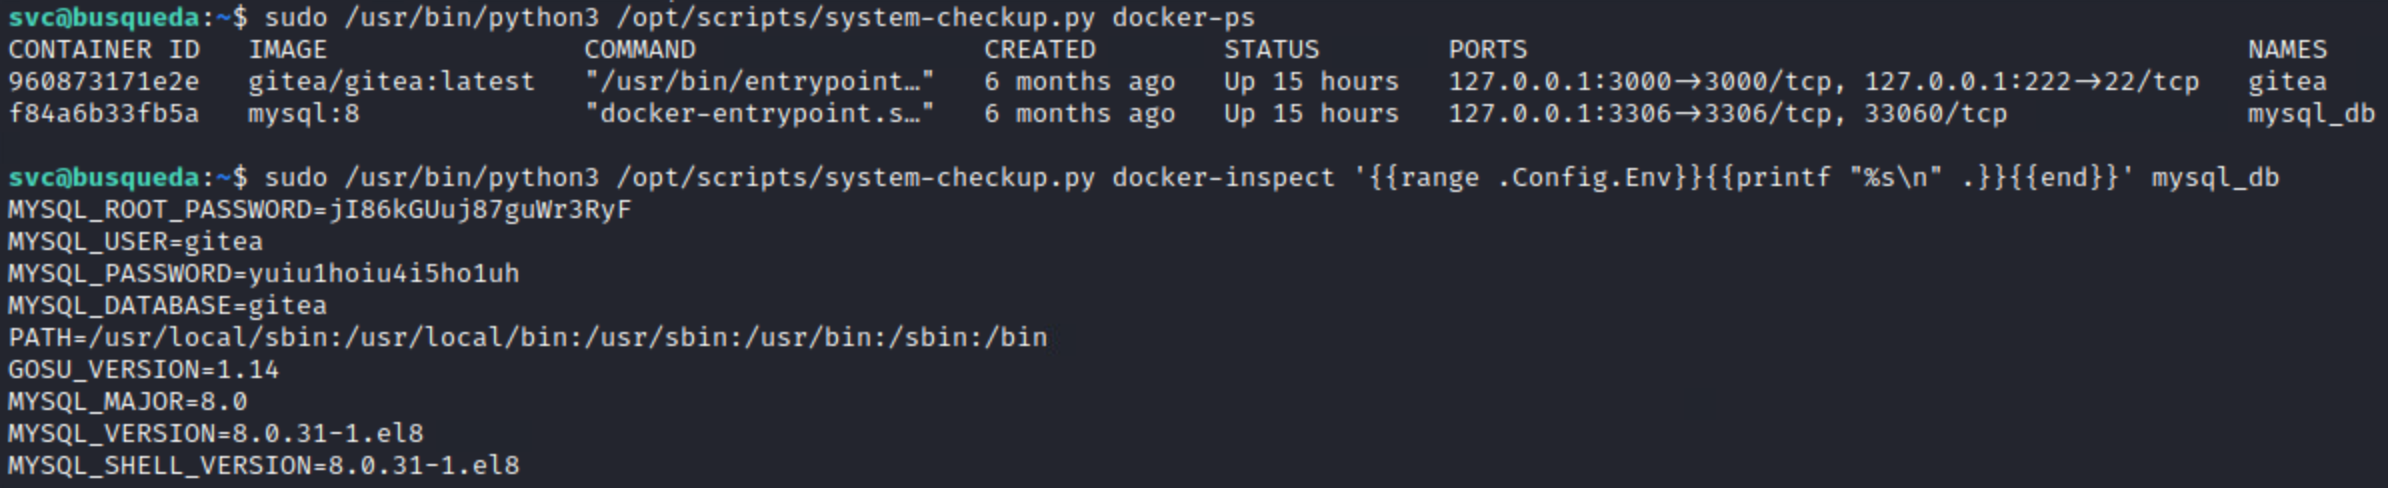 svc@busqueda:~$ sudo /usr/bin/python3 /opt/scripts/system-checkup.py docker-ps
CONTAINER ID   IMAGE                COMMAND                  CREATED        STATUS        PORTS                                             NAMES
960873171e2e   gitea/gitea:latest   "/usr/bin/entrypoint…"   6 months ago   Up 15 hours   127.0.0.1:3000→3000/tcp, 127.0.0.1:222→22/tcp   gitea
f84a6b33fb5a   mysql:8              "docker-entrypoint.s…"   6 months ago   Up 15 hours   127.0.0.1:3306→3306/tcp, 33060/tcp               mysql_db
svc@busqueda:~$ sudo /usr/bin/python3 /opt/scripts/system-checkup.py docker-inspect '{{range .Config.Env}}{{printf "%s\n" .}}{{end}}' mysql_db
MYSQL_ROOT_PASSWORD=jI86kGUuj87guWr3RyF
MYSQL_USER=gitea
MYSQL_PASSWORD=yuiu1hoiu4i5ho1uh
MYSQL_DATABASE=gitea
PATH=/usr/local/sbin:/usr/local/bin:/usr/sbin:/usr/bin:/sbin:/bin
GOSU_VERSION=1.14
MYSQL_MAJOR=8.0
MYSQL_VERSION=8.0.31-1.el8
MYSQL_SHELL_VERSION=8.0.31-1.el8